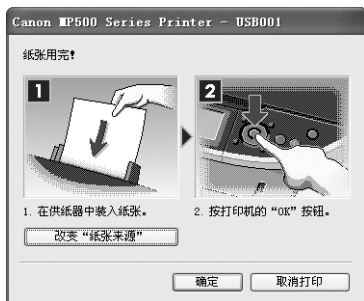 Canon MP500 Series Printer - USB001
纸张用完!
1
2
1. 在供纸器中装入纸张。
2. 按打印机的“OK”按钮。
改变“纸张来源”
确定
取消打印